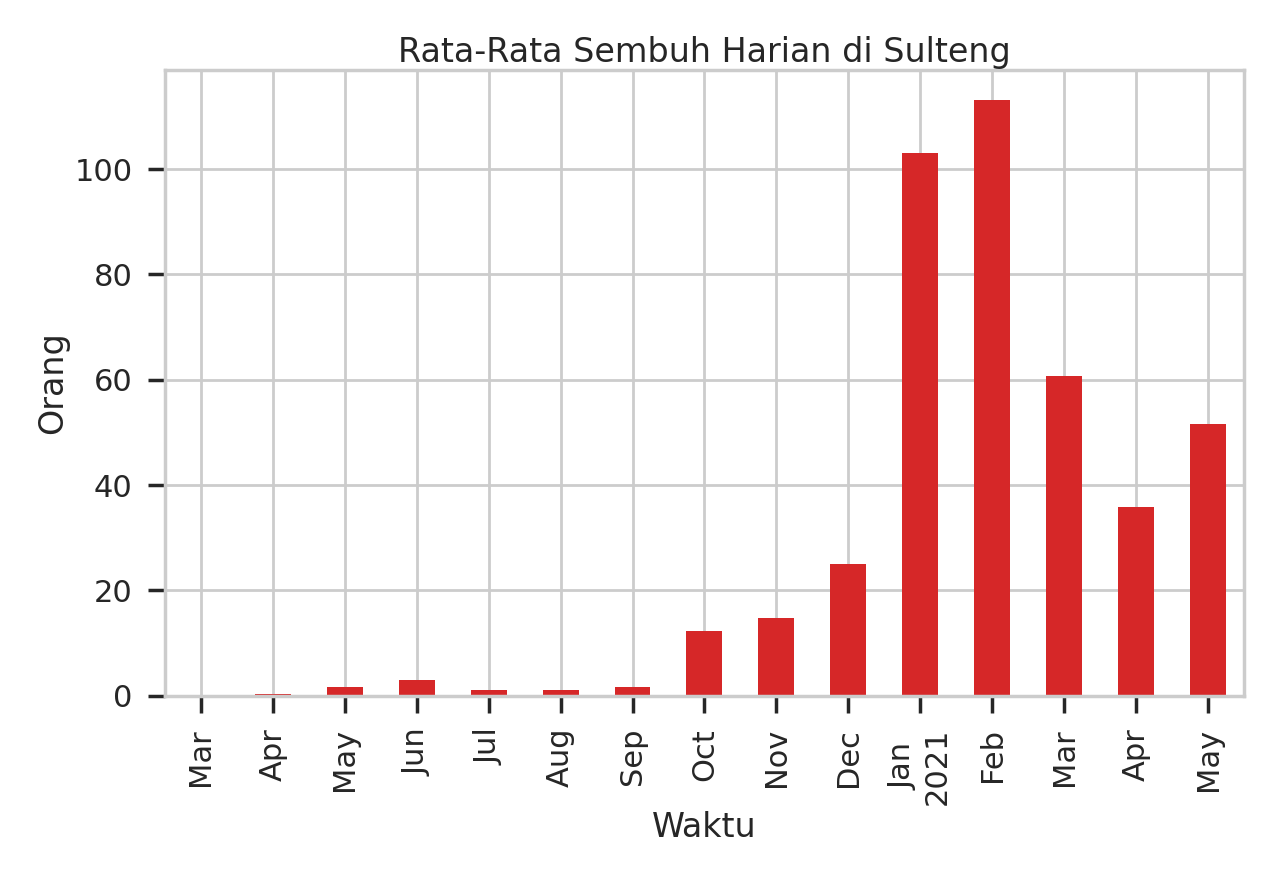 Rata-Rata Sembuh Harian di Sulteng
Orang
100
80
60
40
20
0
Mar
Apr
May
Jun
Jul
Aug
Sep
Oct
Nov
Dec
Jan
2021
Feb
Mar
Apr
May
Waktu